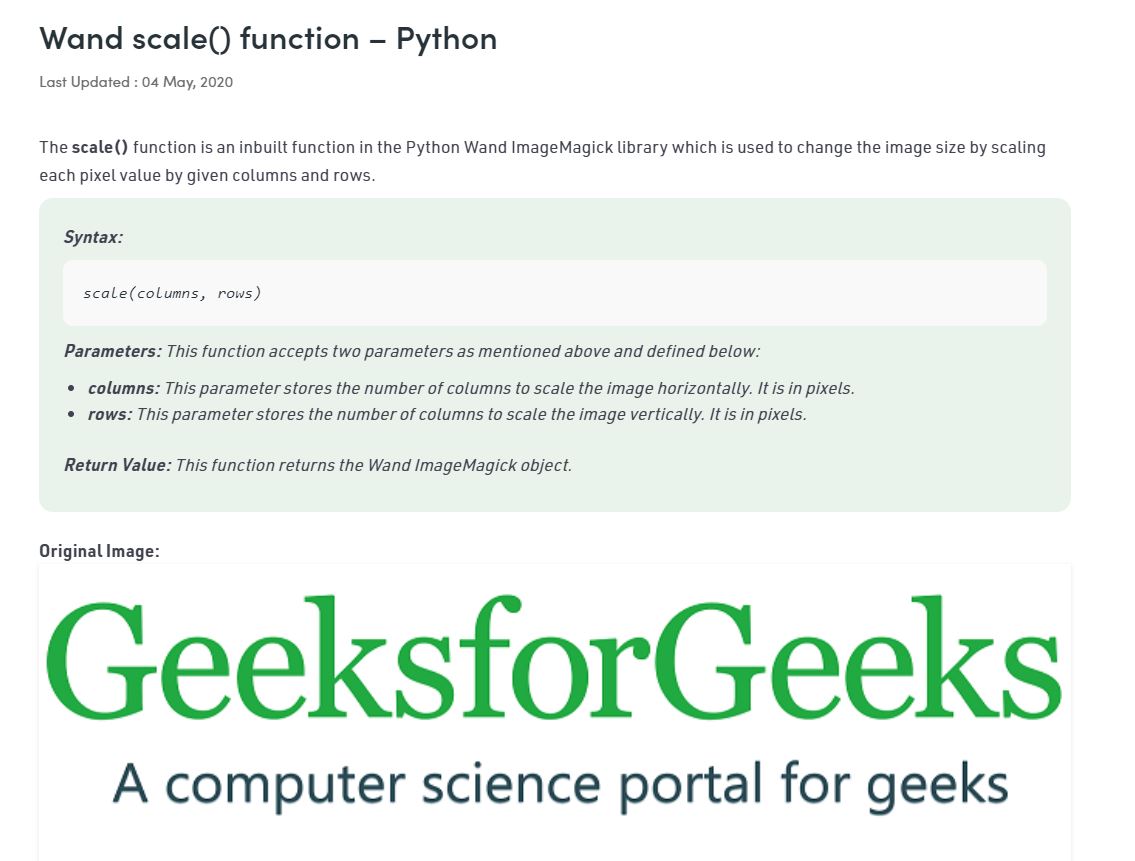 Wand scale() function – Python
Last Updated : 04 May, 2020
The scale() function is an inbuilt function in the Python Wand ImageMagick library which is used to change the image size by scaling
each pixel value by given columns and rows.
Syntax:
scale(columns, rows)
Parameters: This function accepts two parameters as mentioned above and defined below:
• columns: This parameter stores the number of columns to scale the image horizontally. It is in pixels.
• rows: This parameter stores the number of columns to scale the image vertically. It is in pixels.
Return Value: This function returns the Wand ImageMagick object.
Original Image:
GeeksforGeeks
A computer science portal for geeks